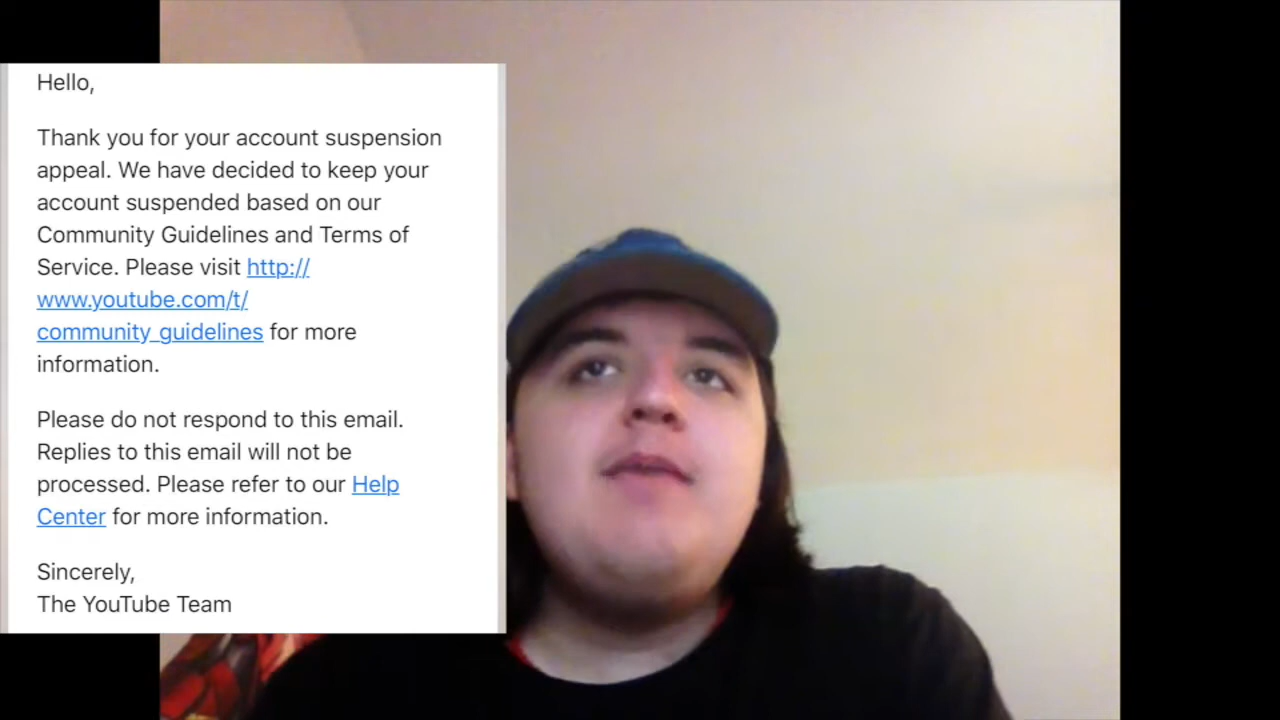 Hello,
Thank you for your account suspension
appeal. We have decided to keep your
account suspended based on our
Community Guidelines and Terms of
Service. Please visit http://
www.youtube.com/t/
community_guidelines for more
information.
Please do not respond to this email.
Replies to this email will not be
processed. Please refer to our Help
Center for more information.
Sincerely,
The YouTube Team